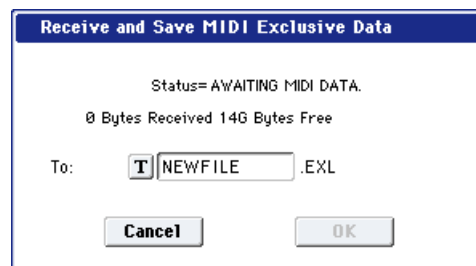 Receive and Save MIDI Exclusive Data
Status= AWAITING MIDI DATA.
0 Bytes Received 14G Bytes Free
To: T NEWFILE .EXL
Cancel OK